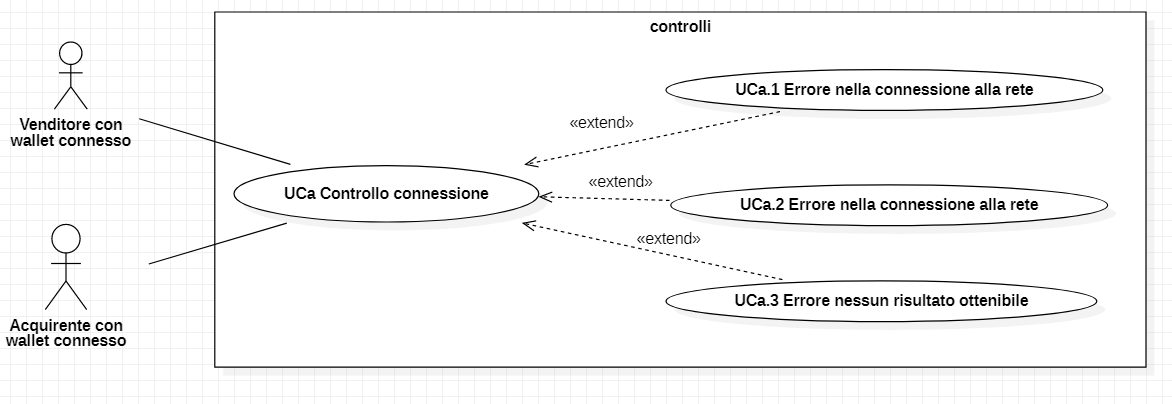 controlli
Venditore con
wallet connesso
UCa.1 Errore nella connessione alla rete
«extend»
UCa Controllo connessione
«extend»
UCa.2 Errore nella connessione alla rete
«extend»
UCa.3 Errore nessun risultato ottenibile
Acquirente con
wallet connesso